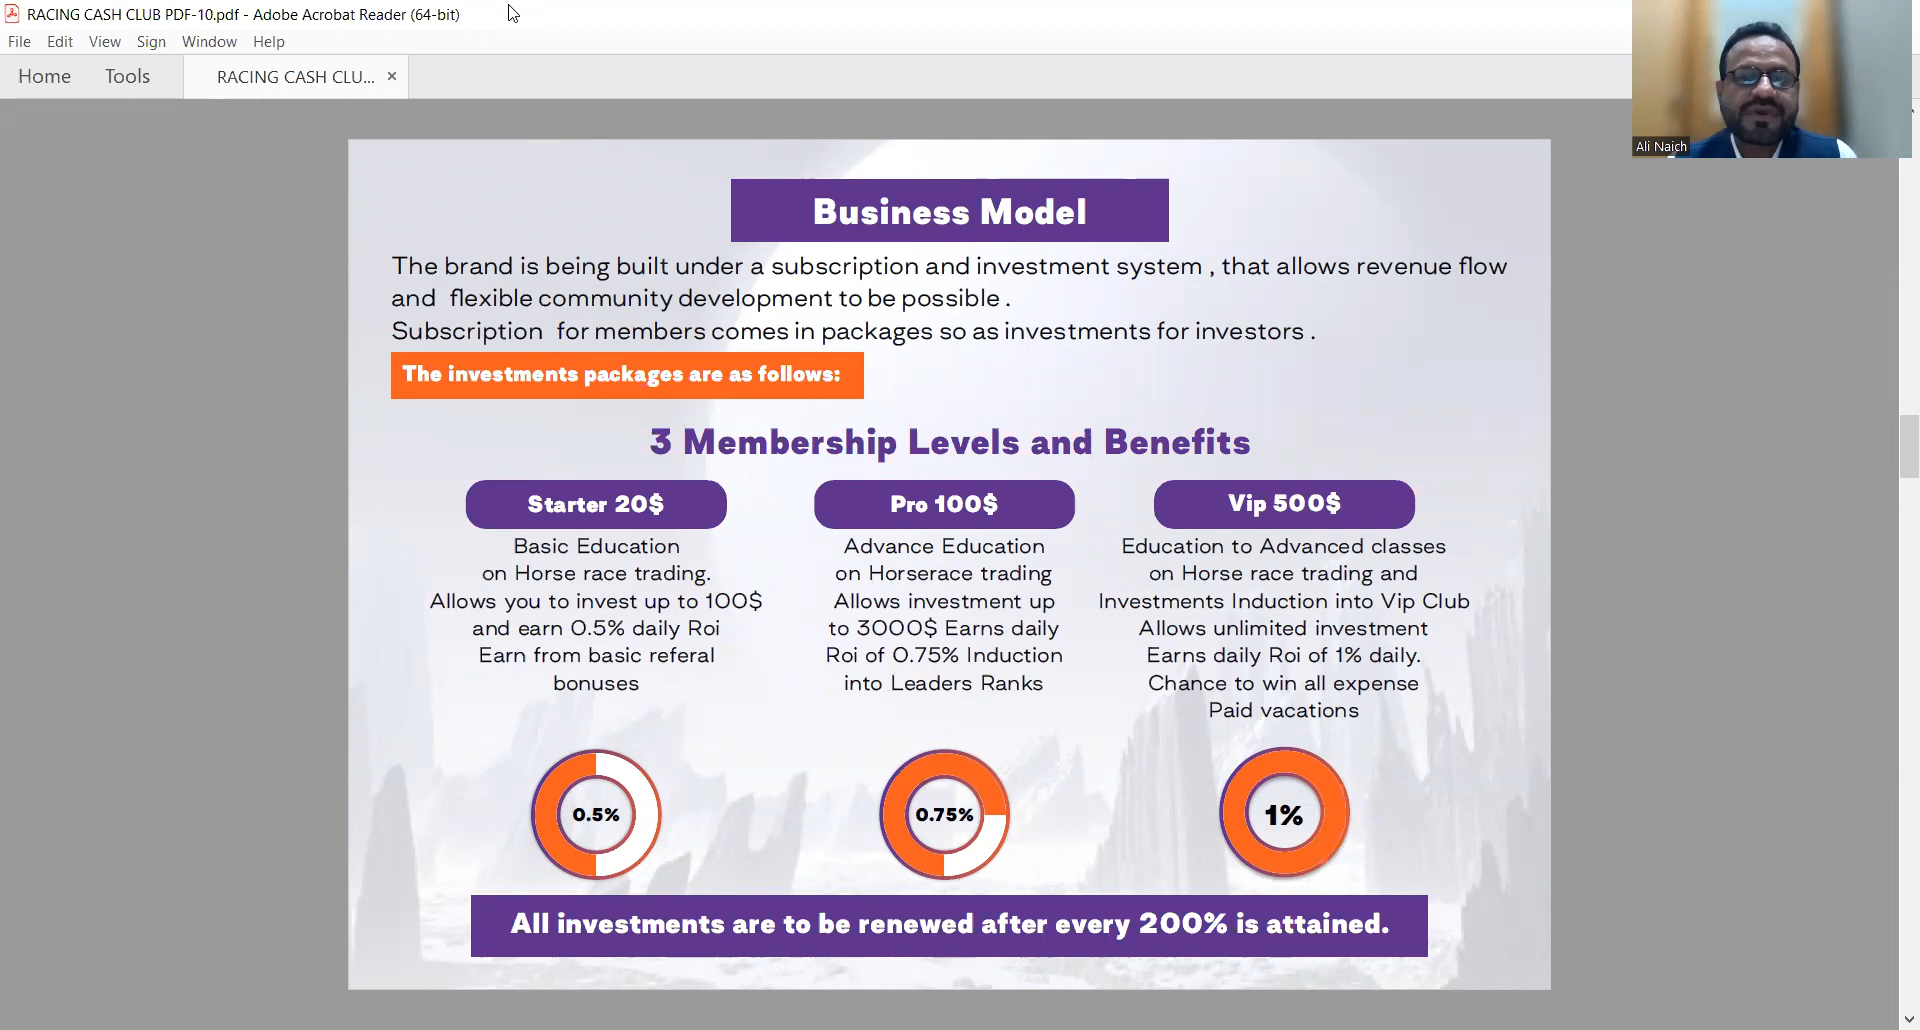 RACING CASH CLUB PDF-10.pdf - Adobe Acrobat Reader (64-bit)
File Edit View Sign Window Help
Home Tools RACING CASH CLU... ×
Ali Naich
Business Model
The brand is being built under a subscription and investment system , that allows revenue flow
and flexible community development to be possible .
Subscription for members comes in packages so as investments for investors .
The investments packages are as follows:
3 Membership Levels and Benefits
Starter 20$
Basic Education
on Horse race trading.
Allows you to invest up to 100$
and earn 0.5% daily Roi
Earn from basic referal
bonuses
0.5%
Pro 100$
Advance Education
on Horserace trading
Allows investment up
to 3000$ Earns daily
Roi of 0.75% Induction
into Leaders Ranks
0.75%
Vip 500$
Education to Advanced classes
on Horse race trading and
Investments Induction into Vip Club
Allows unlimited investment
Earns daily Roi of 1% daily.
Chance to win all expense
Paid vacations
1%
All investments are to be renewed after every 200% is attained.